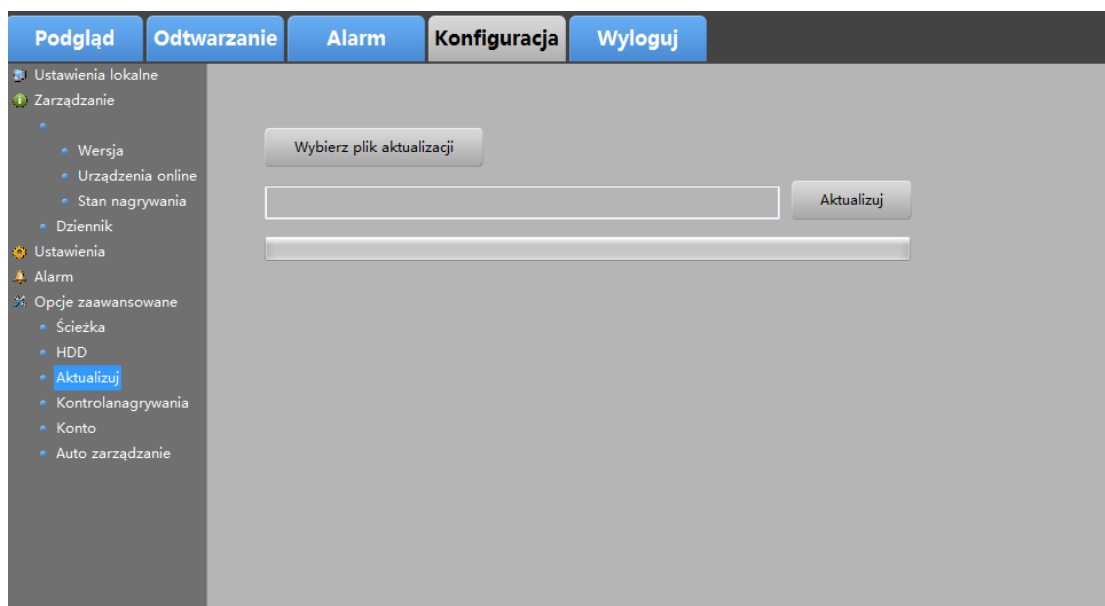 Podgląd Odtwarzanie Alarm Konfiguracja Wyloguj
Ustawienia lokalne
Zarządzanie
Wersja
Urządzenia online
Stan nagrywania
Dziennik
Ustawienia
Alarm
Opcje zaawansowane
Ścieżka
HDD
Aktualizuj
Kontrolanagrywania
Konto
Auto zarządzanie
Wybierz plik aktualizacji
Aktualizuj